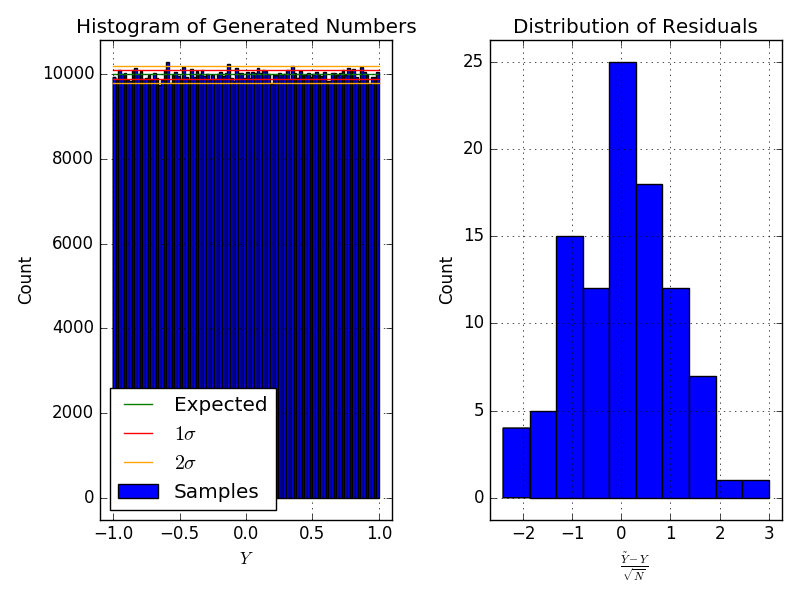 Histogram of Generated Numbers
Count
10000
8000
6000
4000
2000
0
Expected
1σ
2σ
Samples
−1.0 −0.5 0.0 0.5 1.0
Y
Distribution of Residuals
Count
25
20
15
10
5
0
−2 −1 0 1 2 3
Ỹ−Y
√N